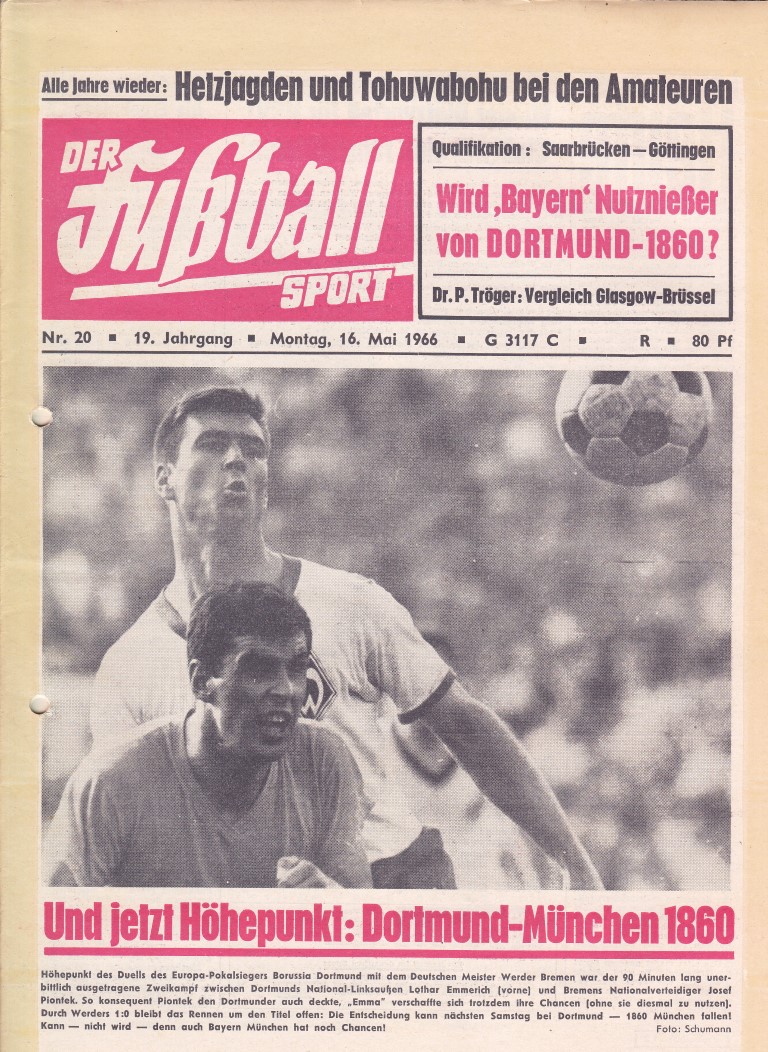 Alle Jahre wieder: Hetzjagden und Tohuwabohu bei den Amateuren
DER
Fußball
SPORT
Qualifikation: Saarbrücken—Göttingen
Wird ‚Bayern‘ Nutznießer
von DORTMUND-1860?
Dr. P. Tröger: Vergleich Glasgow-Brüssel
Nr. 20 ▪ 19. Jahrgang ▪ Montag, 16. Mai 1966 ▪ G 3117 C ▪ R ▪ 80 Pf
W
Und jetzt Höhepunkt: Dortmund-München 1860
Höhepunkt des Duells des Europa-Pokalsiegers Borussia Dortmund mit dem Deutschen Meister Werder Bremen war der 90 Minuten lang uner-
bittlich ausgetragene Zweikampf zwischen Dortmunds National-Linksaußen Lothar Emmerich (vorne) und Bremens Nationalverteidiger Josef
Piontek. So konsequent Piontek den Dortmunder auch deckte, „Emma“ verschaffte sich trotzdem ihre Chancen (ohne sie diesmal zu nutzen).
Durch Werders 1:0 bleibt das Rennen um den Titel offen: Die Entscheidung kann nächsten Samstag bei Dortmund — 1860 München fallen!
Kann — nicht wird — denn auch Bayern München hat noch Chancen! Foto: Schumann